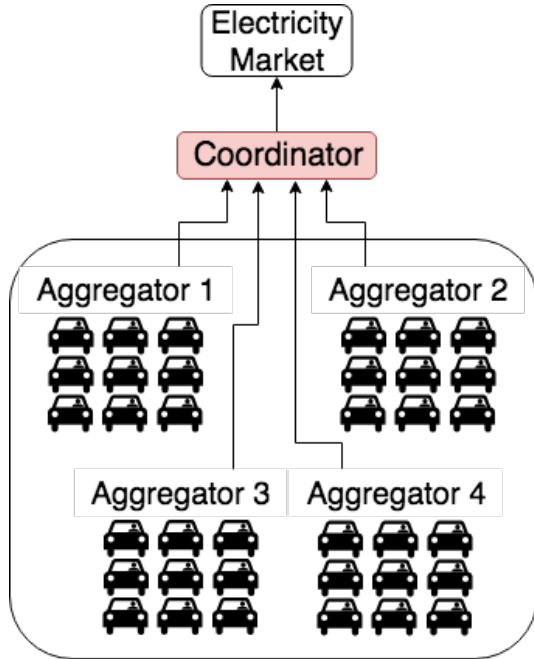 Electricity
Market
Coordinator
Aggregator 1
Aggregator 2
Aggregator 3
Aggregator 4